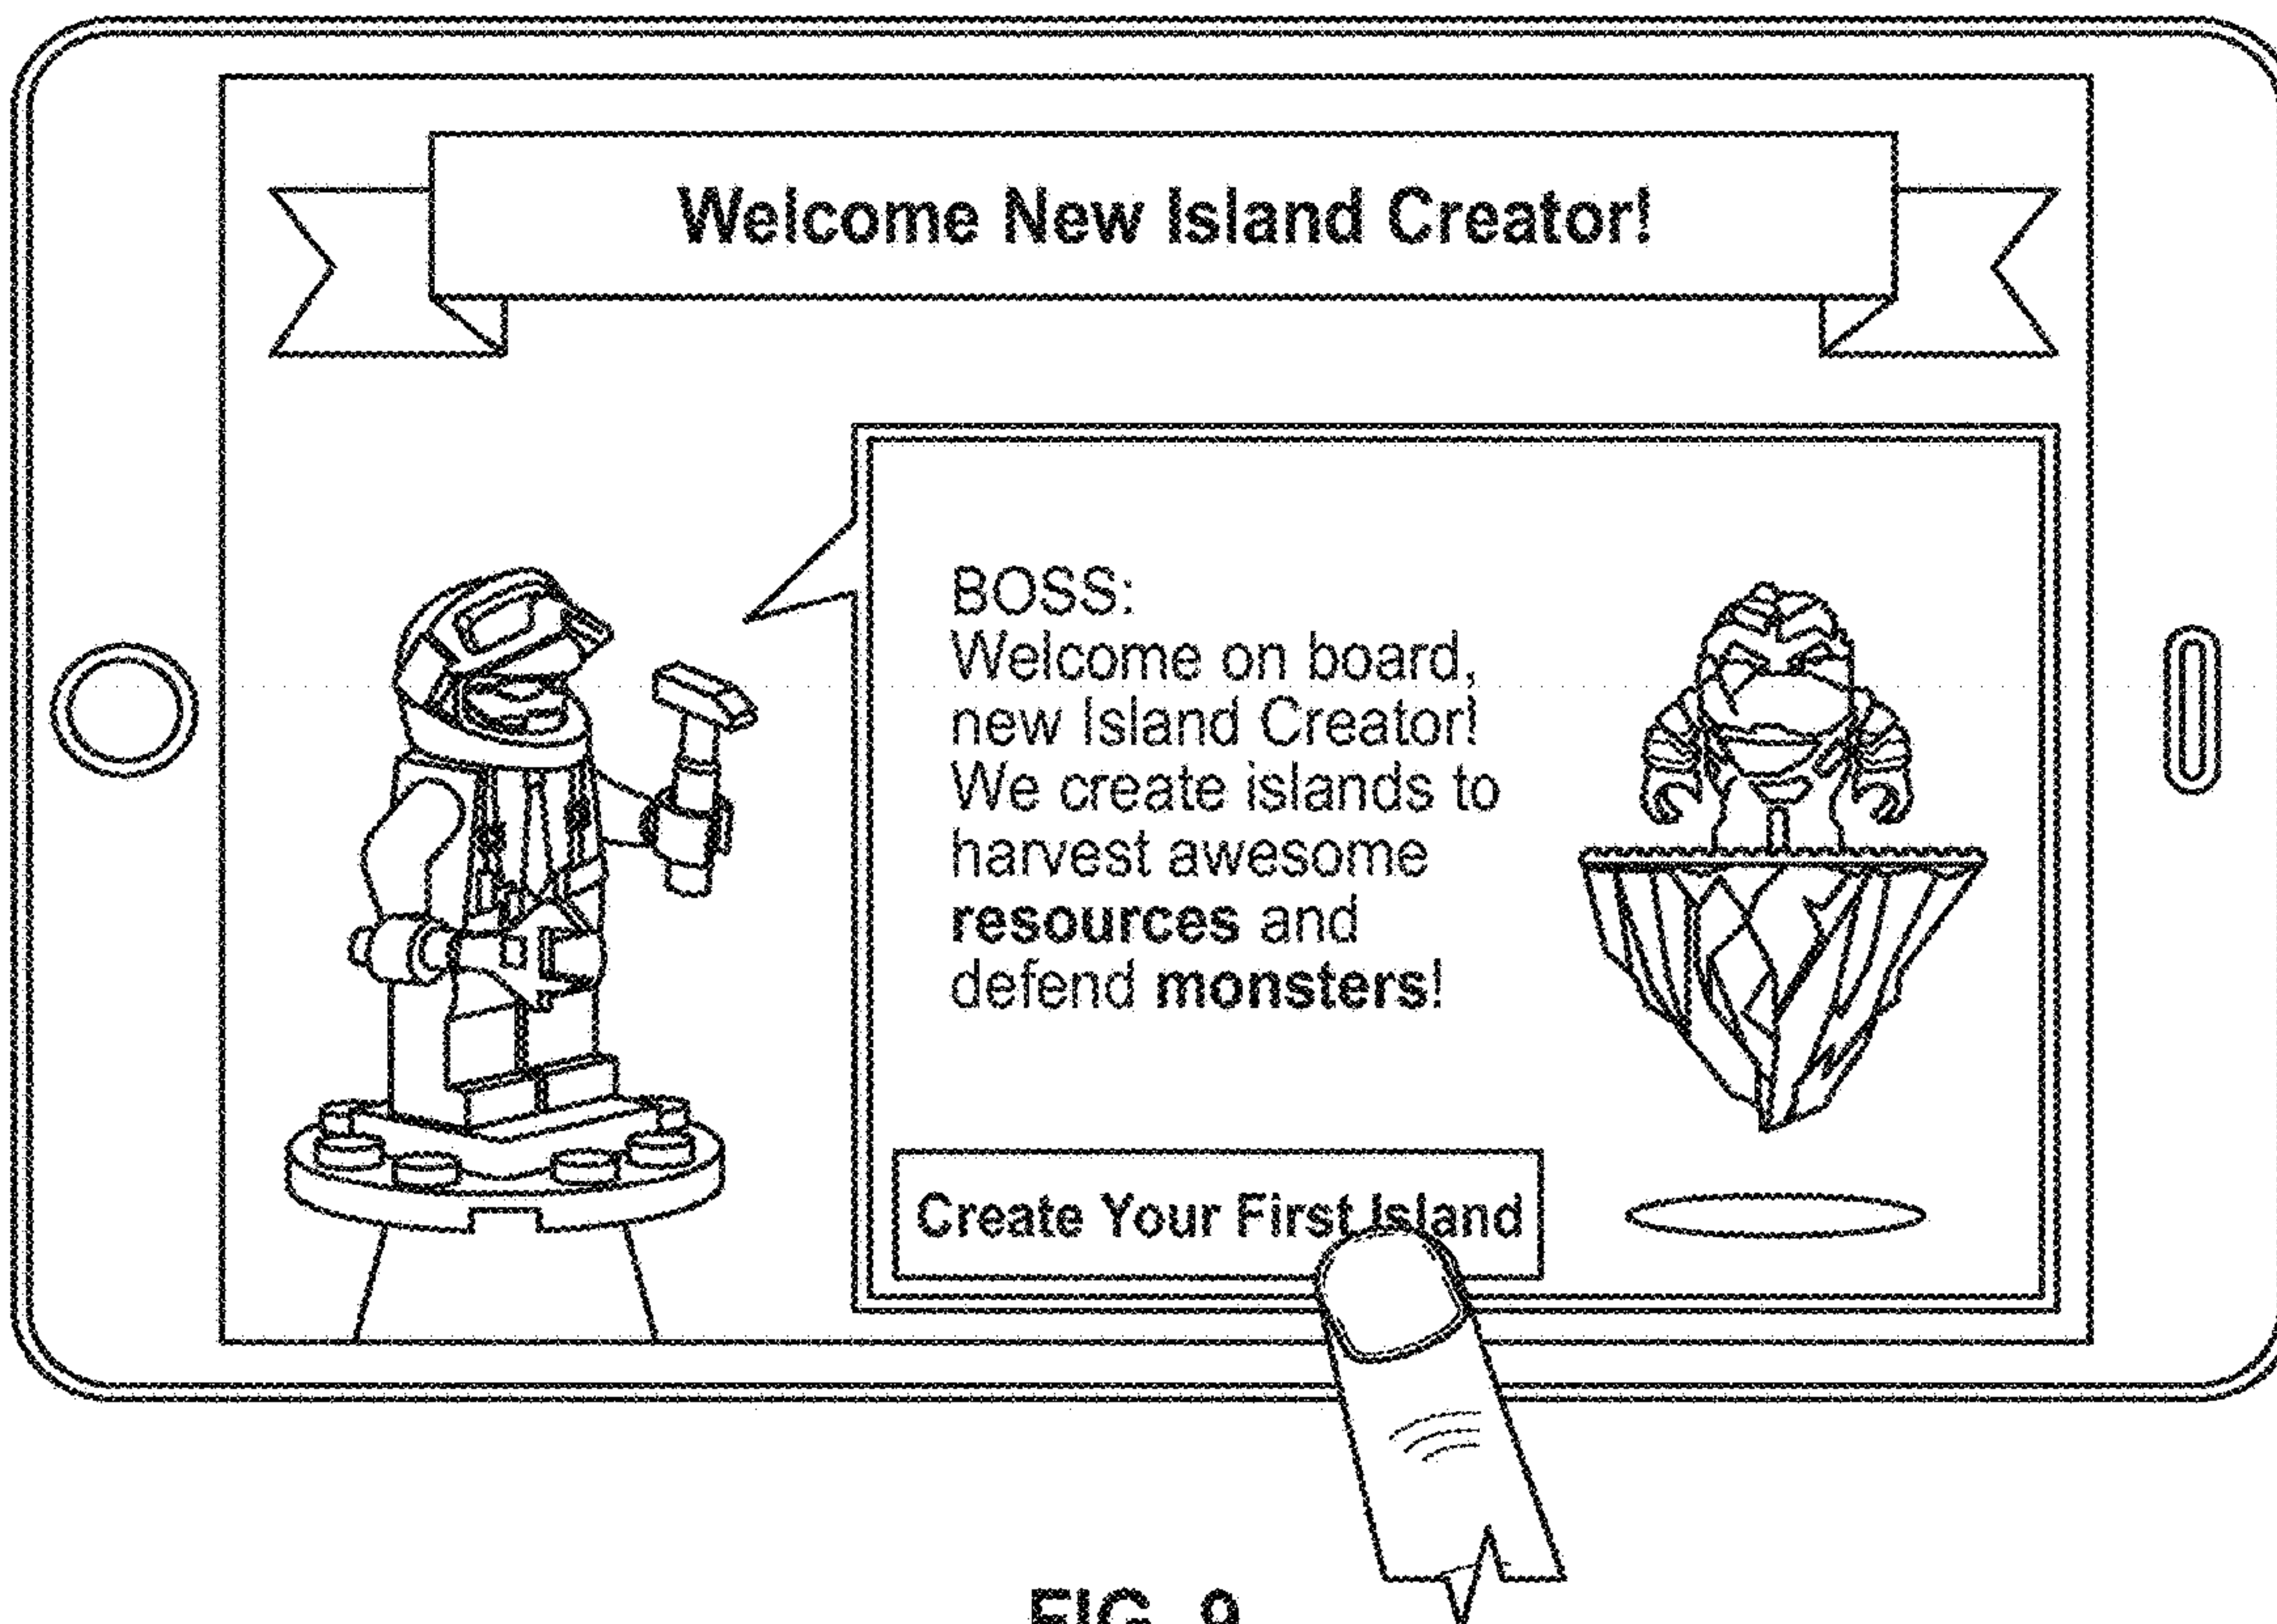 Welcome New Island Creator!
BOSS:
Welcome on board,
new Island Creator!
We create islands to
harvest awesome
resources and
defend monsters!
Create Your First Island
FIG. 9